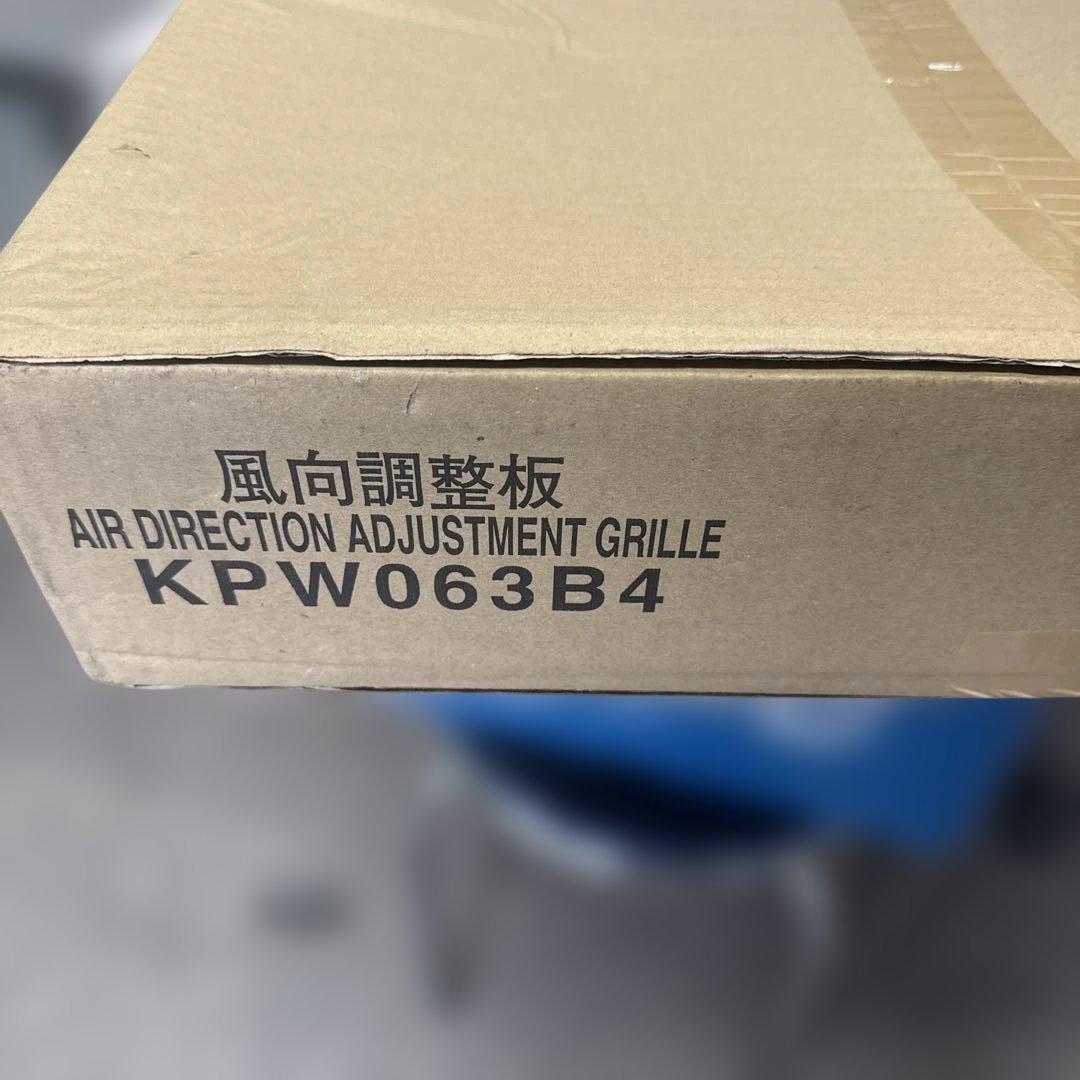 風向調整板
AIR DIRECTION ADJUSTMENT GRILLE
KPW063B4